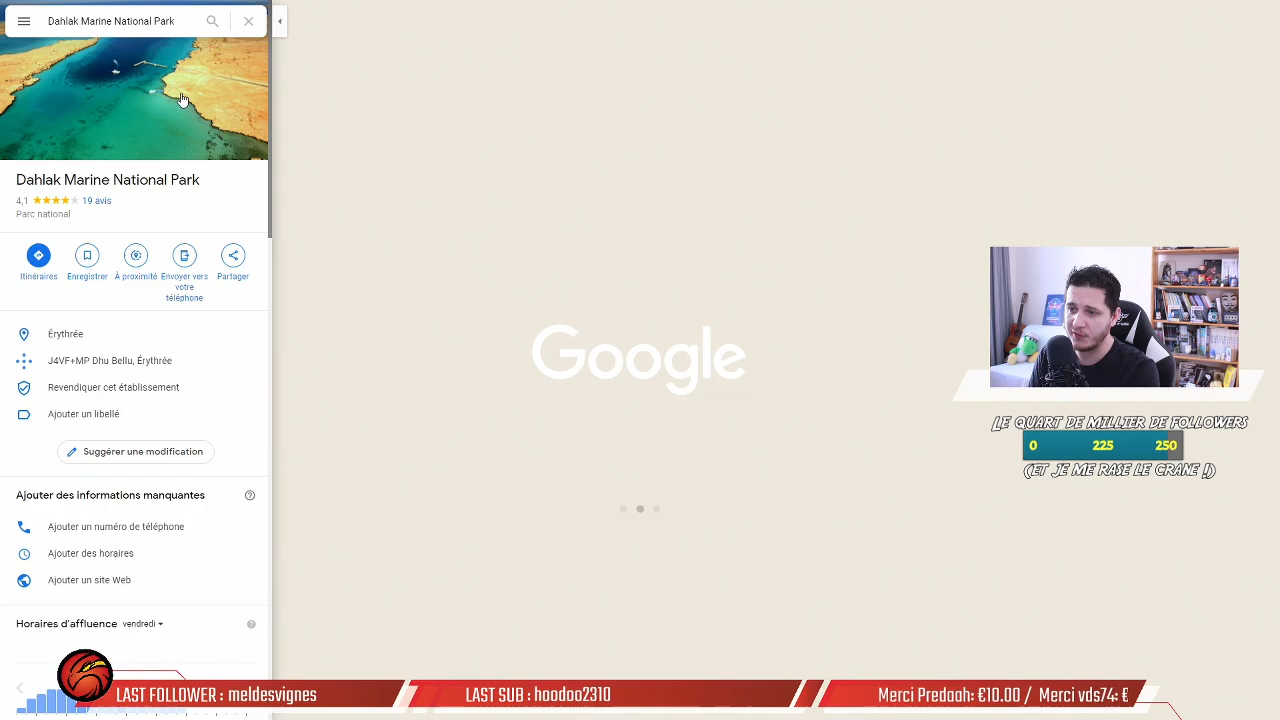 Dahlak Marine National Park
Dahlak Marine National Park
4,1 19 avis
Parc national
Itinéraires
Enregistrer
À proximité
Envoyer vers
votre
téléphone
Partager
Érythrée
J4VF+MP Dhu Bellu, Érythrée
Revendiquer cet établissement
Ajouter un libellé
Suggérer une modification
Ajouter des informations manquantes
Ajouter un numéro de téléphone
Ajouter des horaires
Ajouter un site Web
Horaires d'affluence vendredi
Google
LE QUART DE MILLIER DE FOLLOWERS
0 225 250
(ET JE ME RASE LE CRANE !)
LAST FOLLOWER : meldesvignes
LAST SUB : hoodoo2310
Merci Predaah: €10.00 / Merci vds74: €